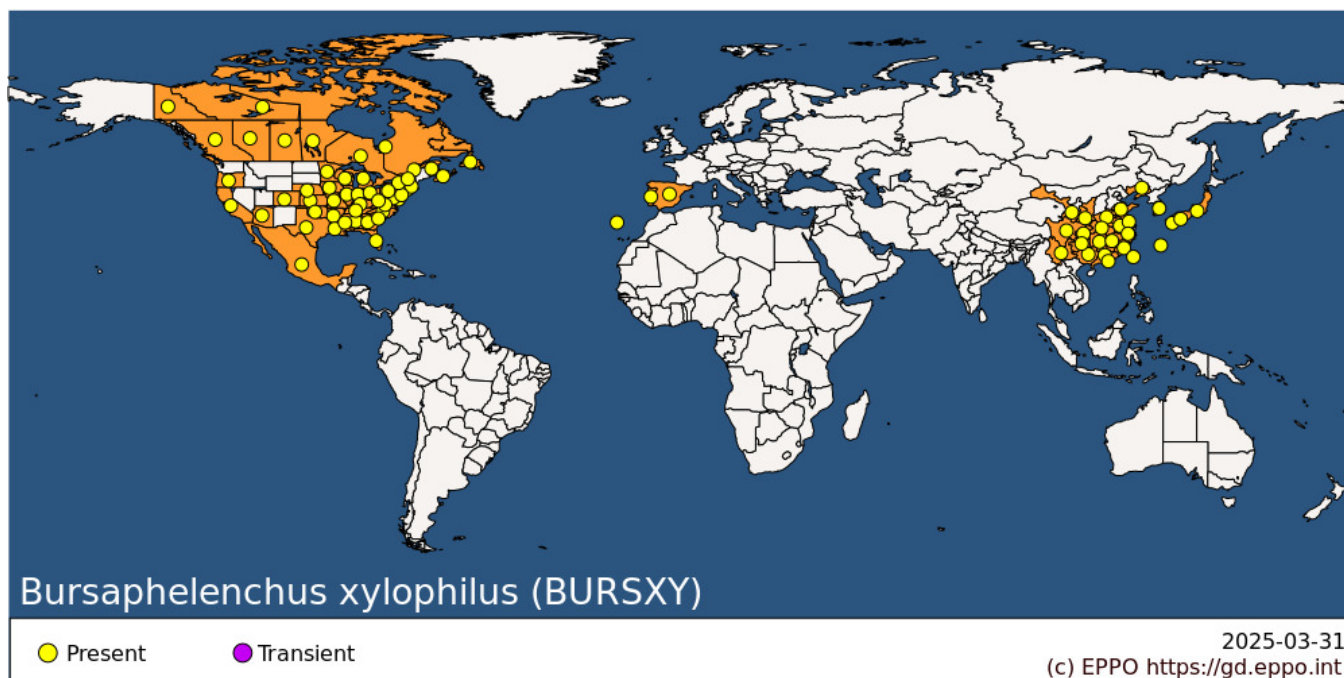 Bursaphelenchus xylophilus (BURSXY)
Present
Transient
2025-03-31
(c) EPPO https://gd.eppo.int